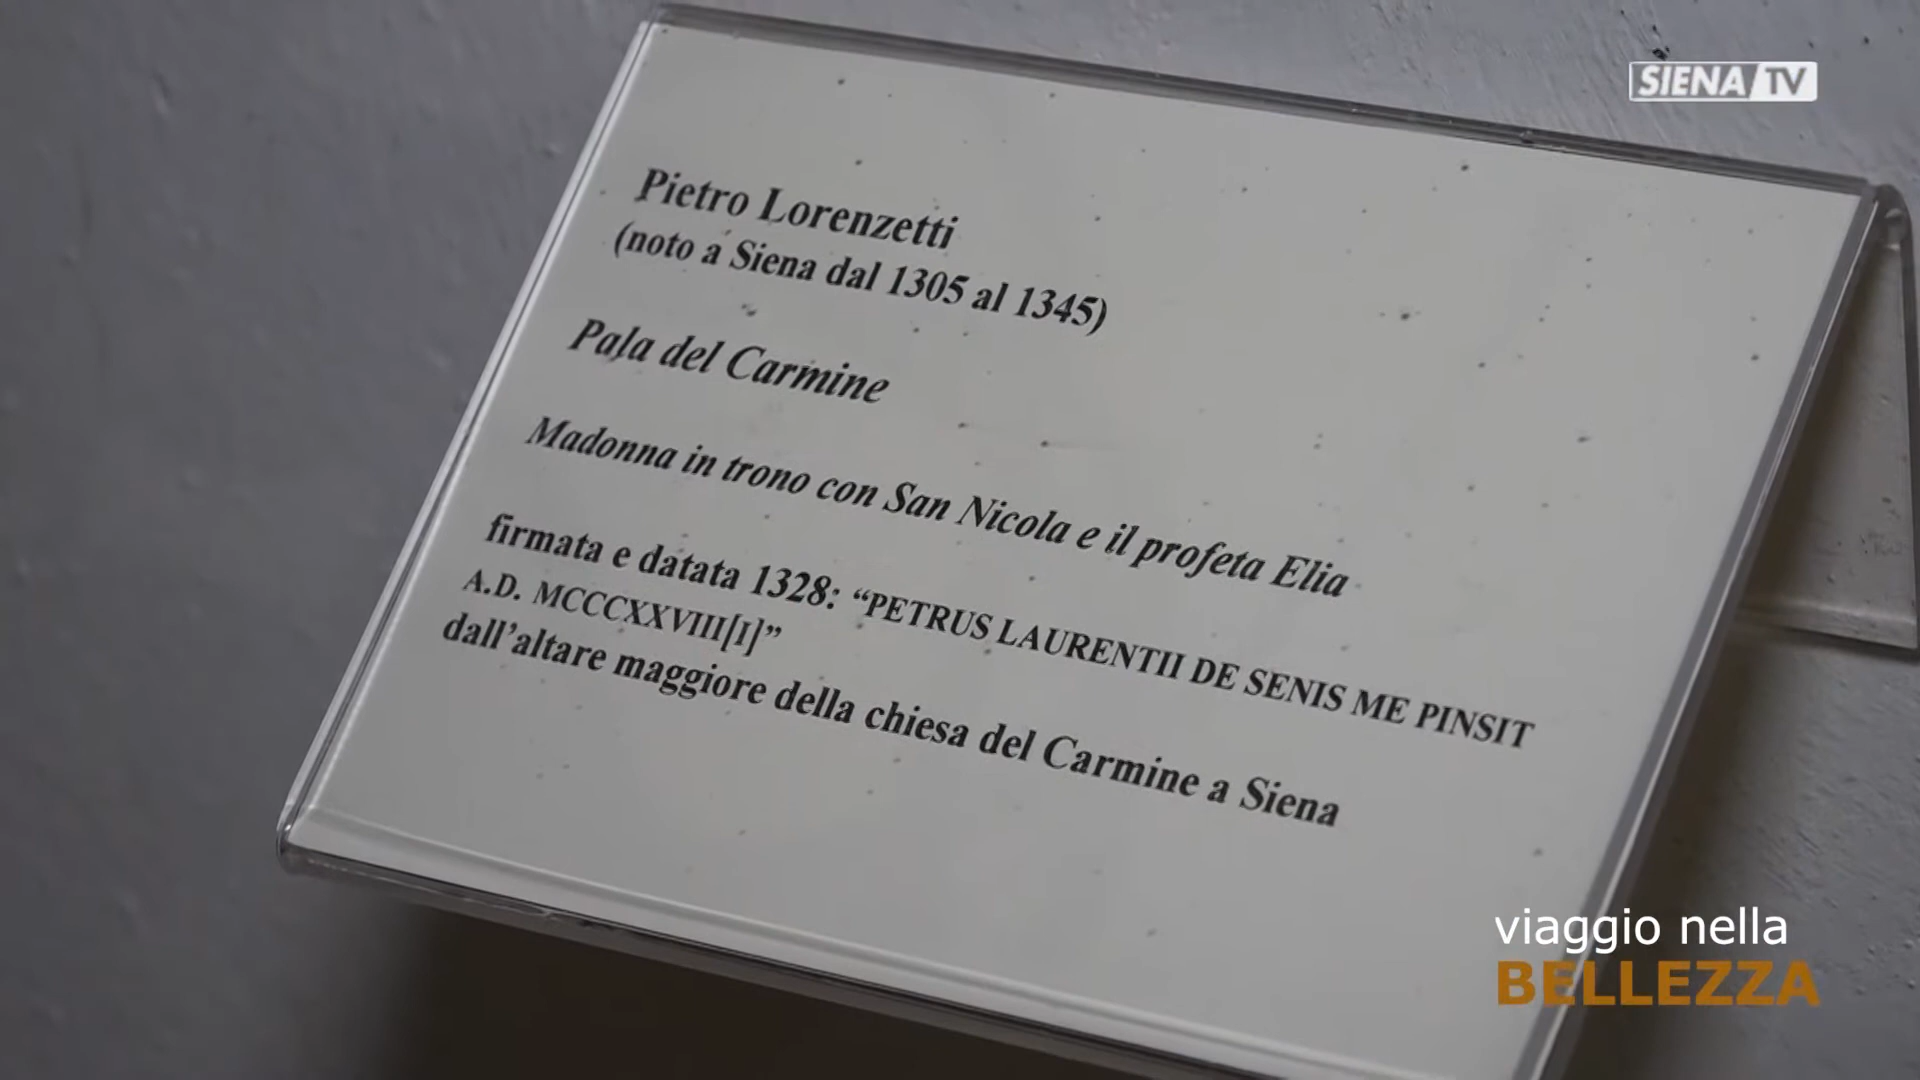 SIENA TV
Pietro Lorenzetti
(noto a Siena dal 1305 al 1345)
Pala del Carmine
Madonna in trono con San Nicola e il profeta Elia
firmata e datata 1328: “PETRUS LAURENTII DE SENIS ME PINSIT
A.D. MCCCXXVIII[I]”
dall’altare maggiore della chiesa del Carmine a Siena
viaggio nella
BELLEZZA